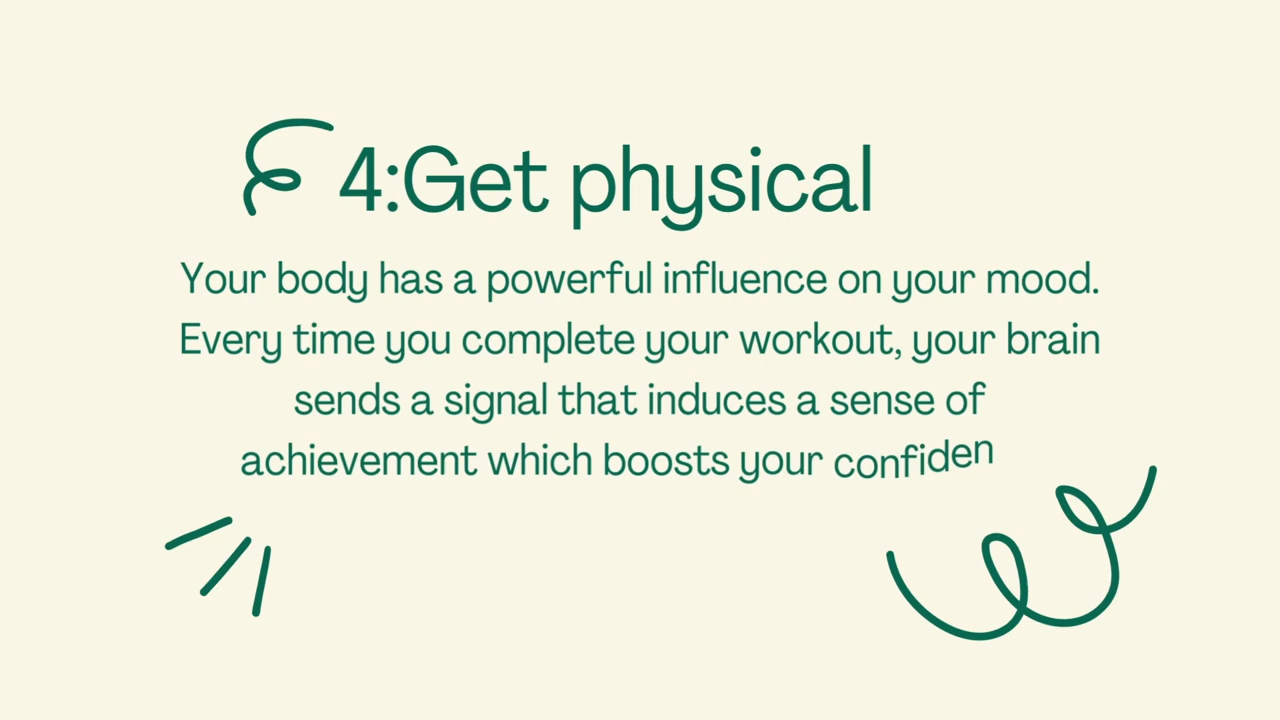 4:Get physical
Your body has a powerful influence on your mood.
Every time you complete your workout, your brain
sends a signal that induces a sense of
achievement which boosts your confiden